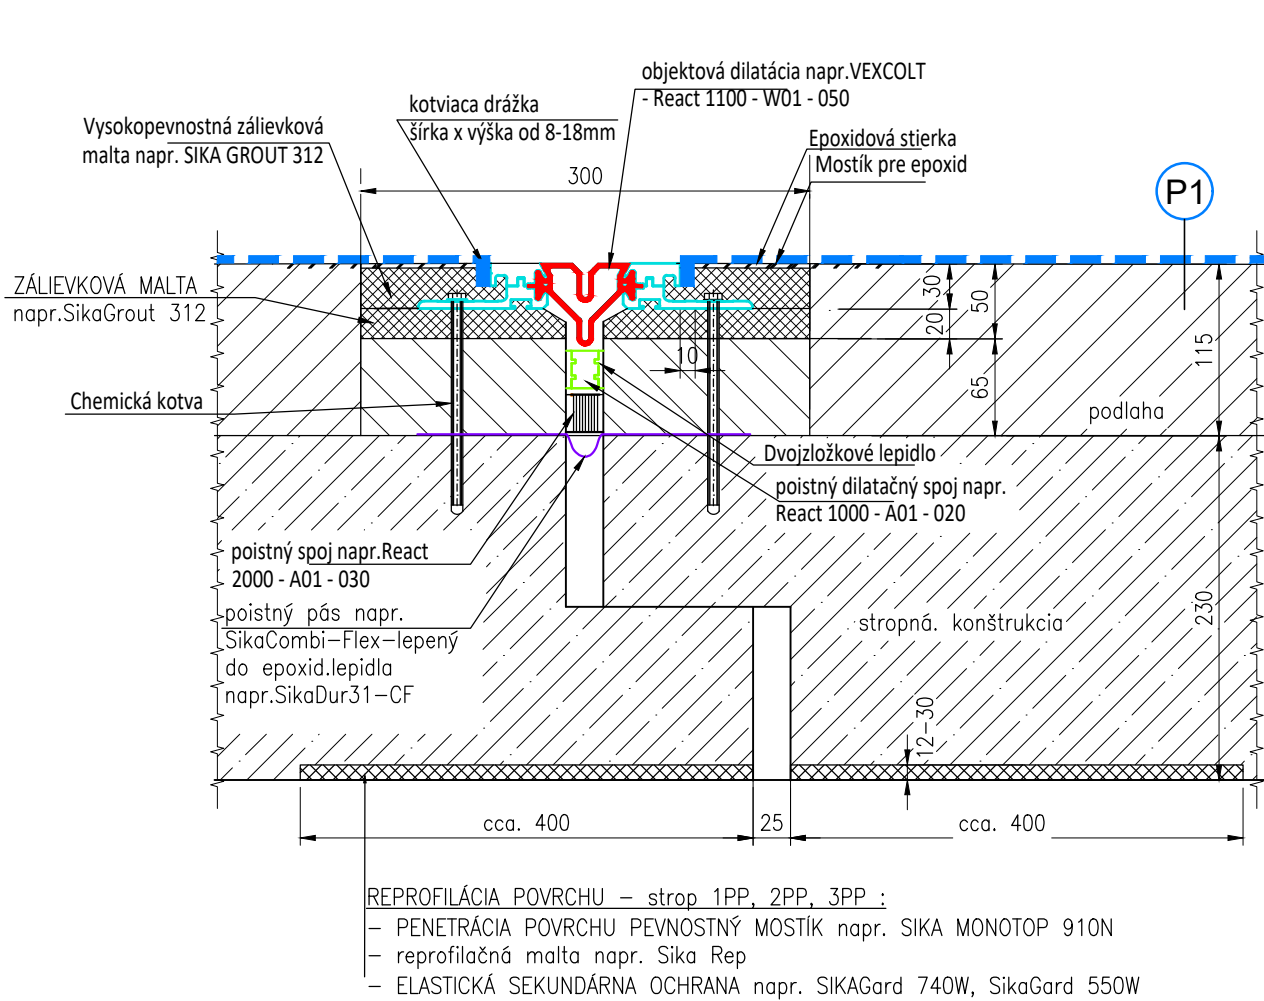 objektová dilatácia napr.VEXCOLT
- React 1100 - W01 - 050
kotviaca drážka
šírka x výška od 8-18mm
Vysokopevnostná zálievková
malta napr. SIKA GROUT 312
Epoxidová stierka
Mostík pre epoxid
300
P1
ZÁLIEVKOVÁ MALTA
napr.SikaGrout 312
30
50
20
115
10
65
Chemická kotva
podlaha
Dvojzložkové lepidlo
poistný dilatačný spoj napr.
React 1000 - A01 - 020
poistný spoj napr.React
2000 - A01 - 030
poistný pás napr.
SikaCombi-Flex-lepený
do epoxid.lepidla
napr.SikaDur31-CF
stropná. konštrukcia
230
12-30
cca. 400
25
cca. 400
REPROFILÁCIA POVRCHU - strop 1PP, 2PP, 3PP :
- PENETRÁCIA POVRCHU PEVNOSTNÝ MOSTÍK napr. SIKA MONOTOP 910N
- reprofilačná malta napr. Sika Rep
- ELASTICKÁ SEKUNDÁRNA OCHRANA napr. SIKAGard 740W, SikaGard 550W